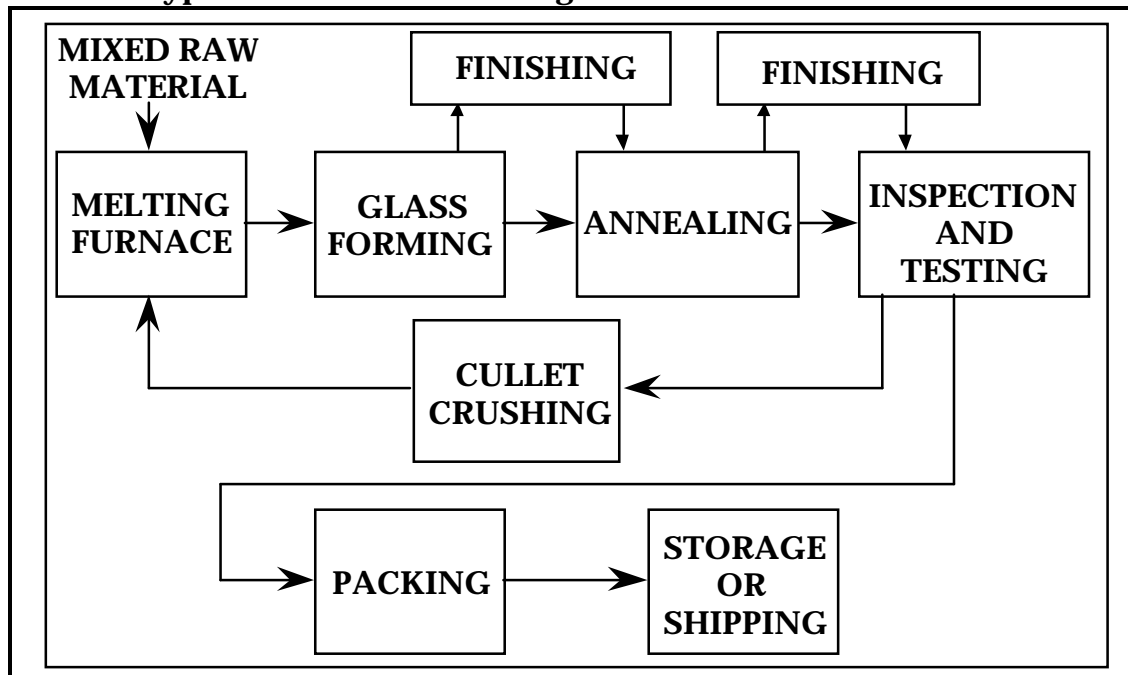 MIXED RAW
MATERIAL
FINISHING
FINISHING
MELTING
FURNACE
GLASS
FORMING
ANNEALING
INSPECTION
AND
TESTING
CULLET
CRUSHING
PACKING
STORAGE
OR
SHIPPING